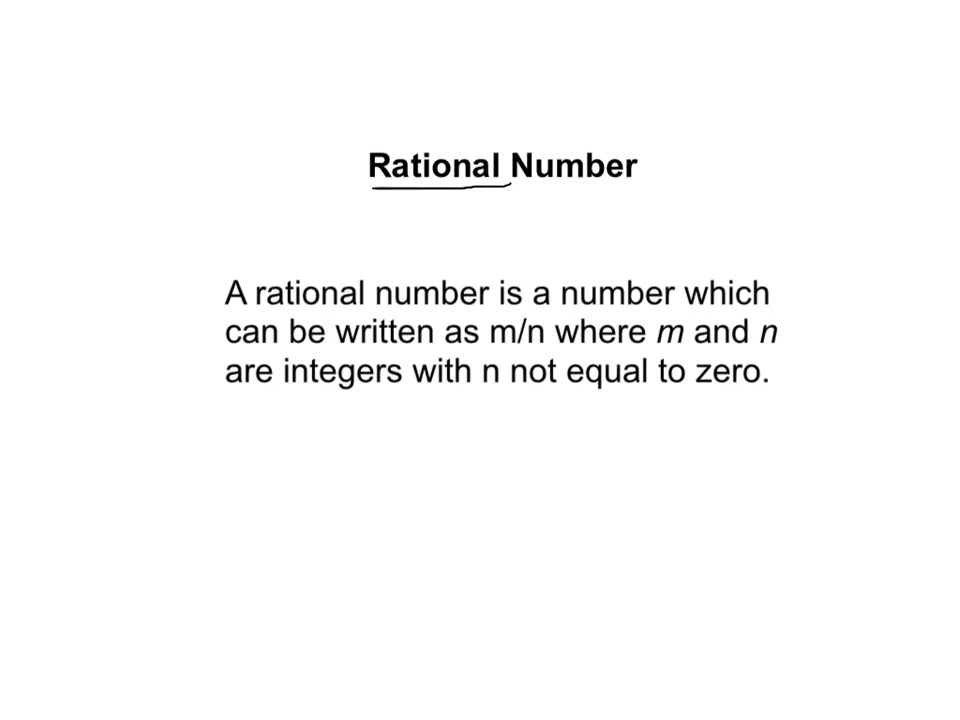 Rational Number
A rational number is a number which
can be written as m/n where m and n
are integers with n not equal to zero.